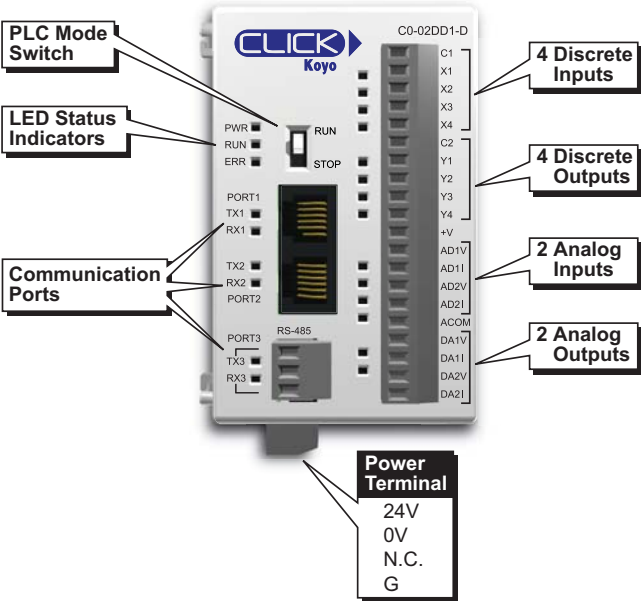 PLC Mode
Switch
LED Status
Indicators
Communication
Ports
CLICK
Koyo
C0-02DD1-D
PWR
RUN
ERR
RUN
STOP
PORT1
TX1
RX1
TX2
RX2
PORT2
PORT3
RS-485
TX3
RX3
C1
X1
X2
X3
X4
C2
Y1
Y2
Y3
Y4
+V
AD1V
AD1I
AD2V
AD2I
ACOM
DA1V
DA1I
DA2V
DA2I
4 Discrete
Inputs
4 Discrete
Outputs
2 Analog
Inputs
2 Analog
Outputs
Power
Terminal
24V
0V
N.C.
G